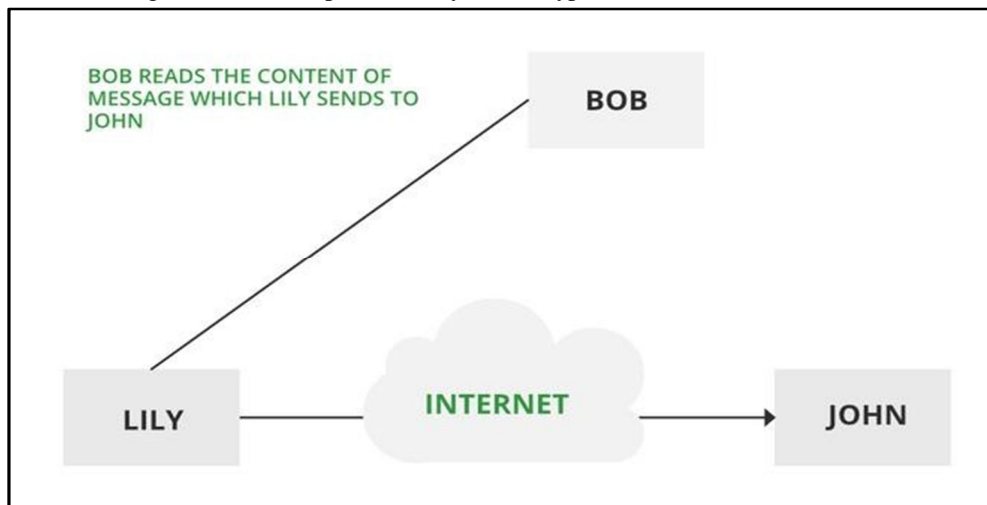 BOB READS THE CONTENT OF
MESSAGE WHICH LILY SENDS TO
JOHN
BOB
LILY
INTERNET
JOHN